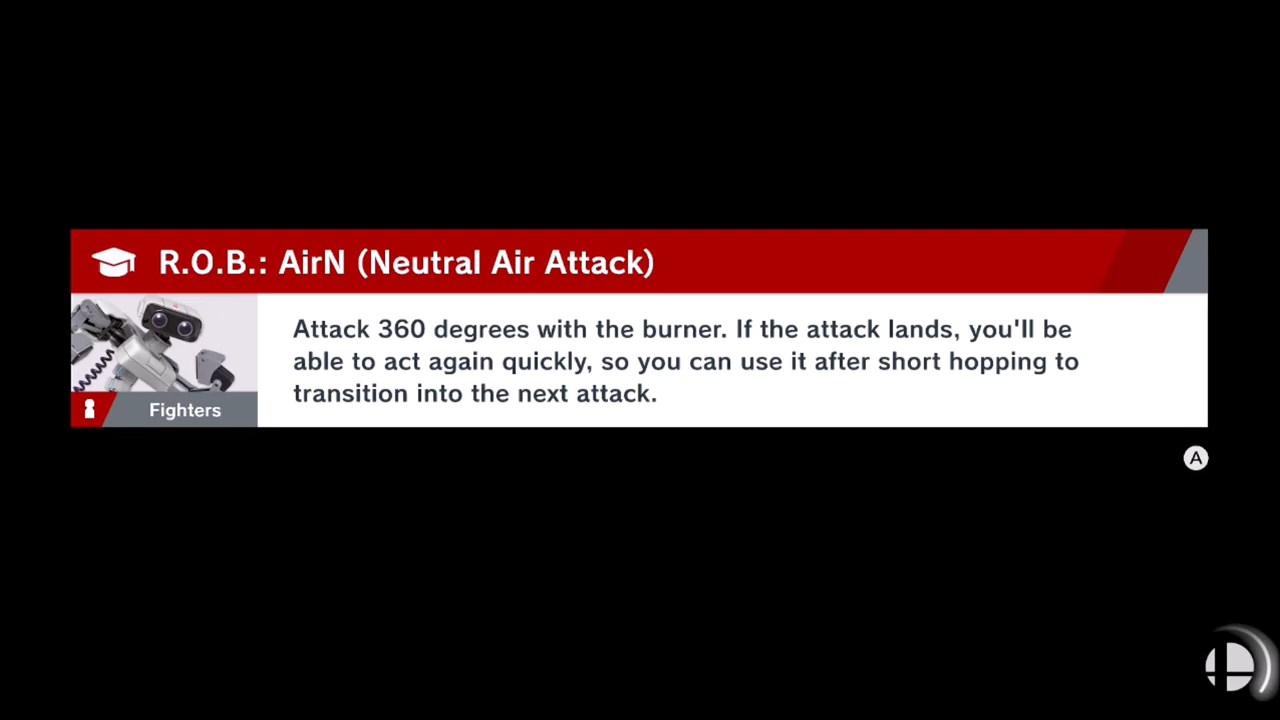 R.O.B.: AirN (Neutral Air Attack)
Attack 360 degrees with the burner. If the attack lands, you'll be
able to act again quickly, so you can use it after short hopping to
transition into the next attack.
Fighters
A